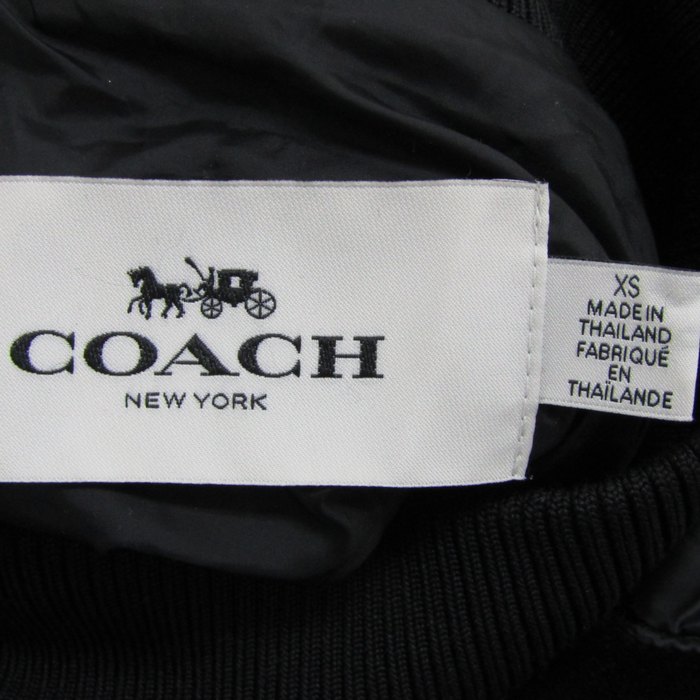 COACH
NEW YORK
XS
MADE IN
THAILAND
FABRIQUÉ
EN
THAÏLANDE